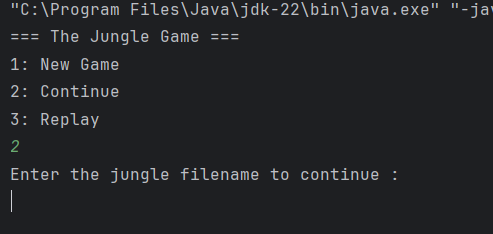 "C:\Program Files\Java\jdk-22\bin\java.exe" "-jav
=== The Jungle Game ===
1: New Game
2: Continue
3: Replay
2
Enter the jungle filename to continue :